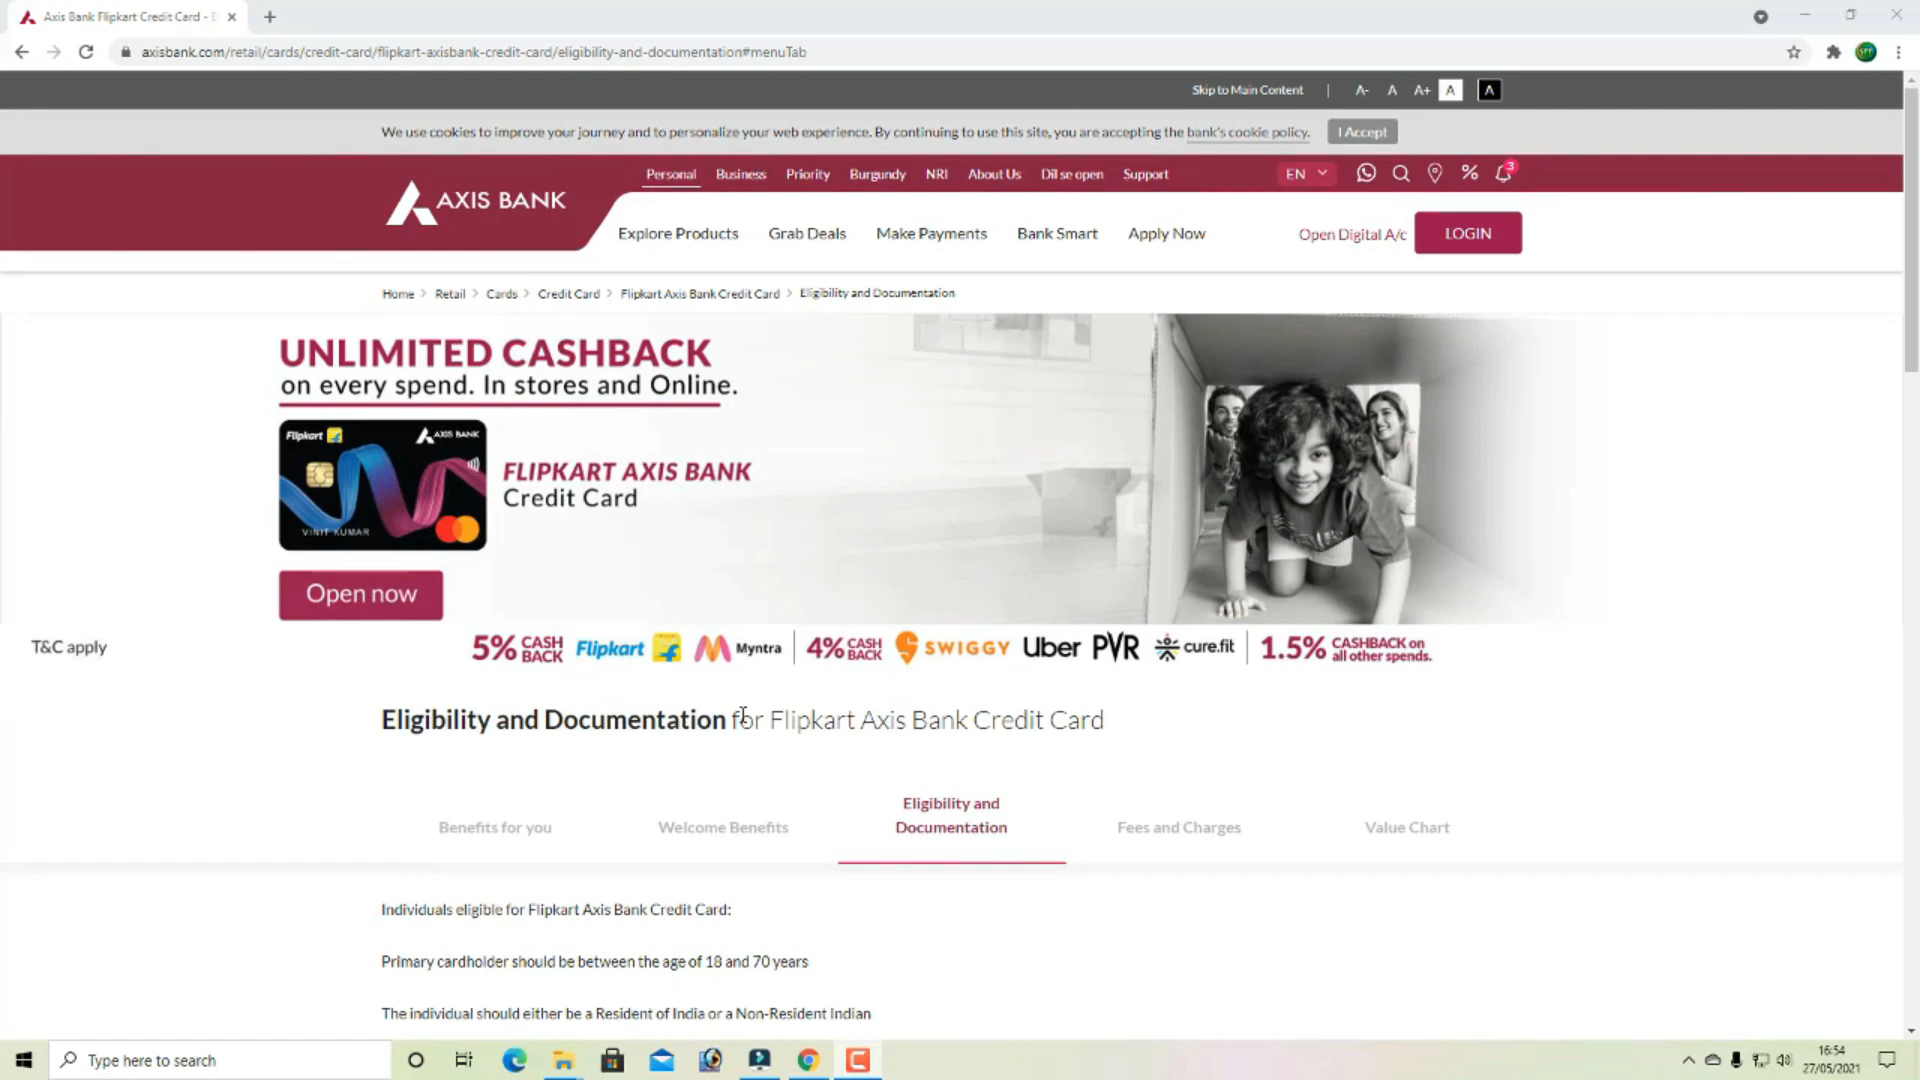 Axis Bank Flipkart Credit Card - E
axisbank.com/retail/cards/credit-card/flipkart-axisbank-credit-card/eligibility-and-documentation#menuTab
Skip to Main Content | A- A A+ A A
We use cookies to improve your journey and to personalize your web experience. By continuing to use this site, you are accepting the bank's cookie policy. I Accept
Personal Business Priority Burgundy NRI About Us Dil se open Support EN % 3
AXIS BANK
Explore Products Grab Deals Make Payments Bank Smart Apply Now Open Digital A/c LOGIN
Home > Retail > Cards > Credit Card > Flipkart Axis Bank Credit Card > Eligibility and Documentation
UNLIMITED CASHBACK
on every spend. In stores and Online.
Flipkart AXIS BANK
VINIT KUMAR
FLIPKART AXIS BANK
Credit Card
Open now
T&C apply
5% CASH BACK Flipkart Myntra | 4% CASH BACK SWIGGY Uber PVR cure.fit | 1.5% CASHBACK on all other spends.
Eligibility and Documentation for Flipkart Axis Bank Credit Card
Benefits for you Welcome Benefits Eligibility and Documentation Fees and Charges Value Chart
Individuals eligible for Flipkart Axis Bank Credit Card:
Primary cardholder should be between the age of 18 and 70 years
The individual should either be a Resident of India or a Non-Resident Indian
Type here to search
16:54
27/05/2021